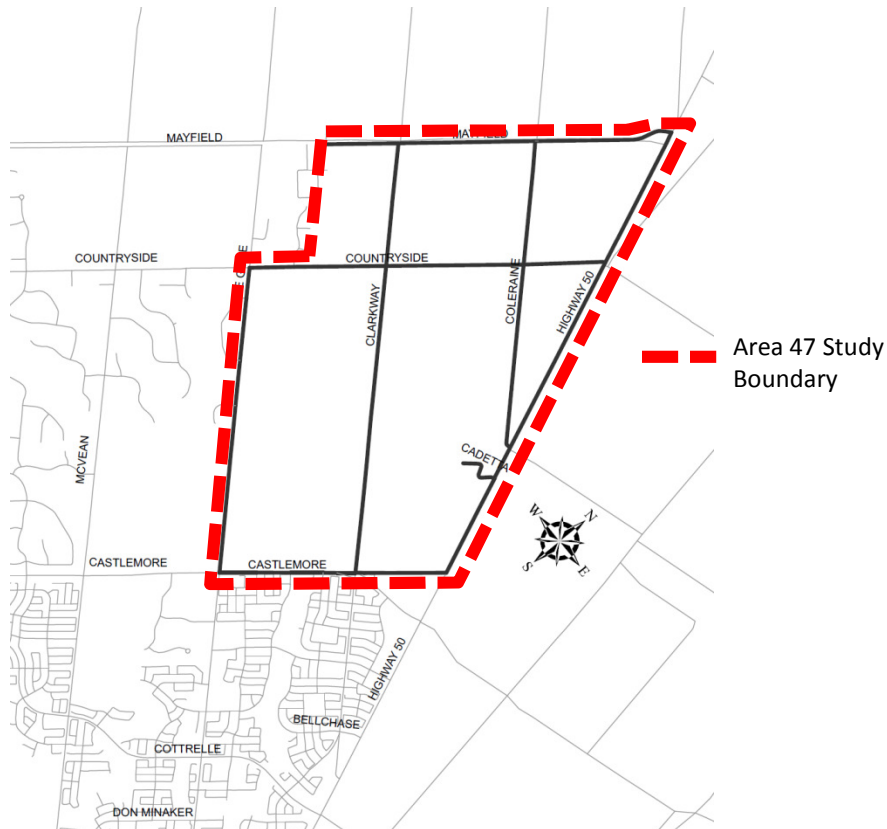 MAYFIELD
MAYFIELD
COUNTRYSIDE
COUNTRYSIDE
CLARKWAY
COLERAINE
HIGHWAY 50
Area 47 Study
Boundary
MCVEAN
CADETTA
W
N
S
E
CASTLEMORE
CASTLEMORE
HIGHWAY 50
BELLCHASE
COTTRELLE
DON MINAKER